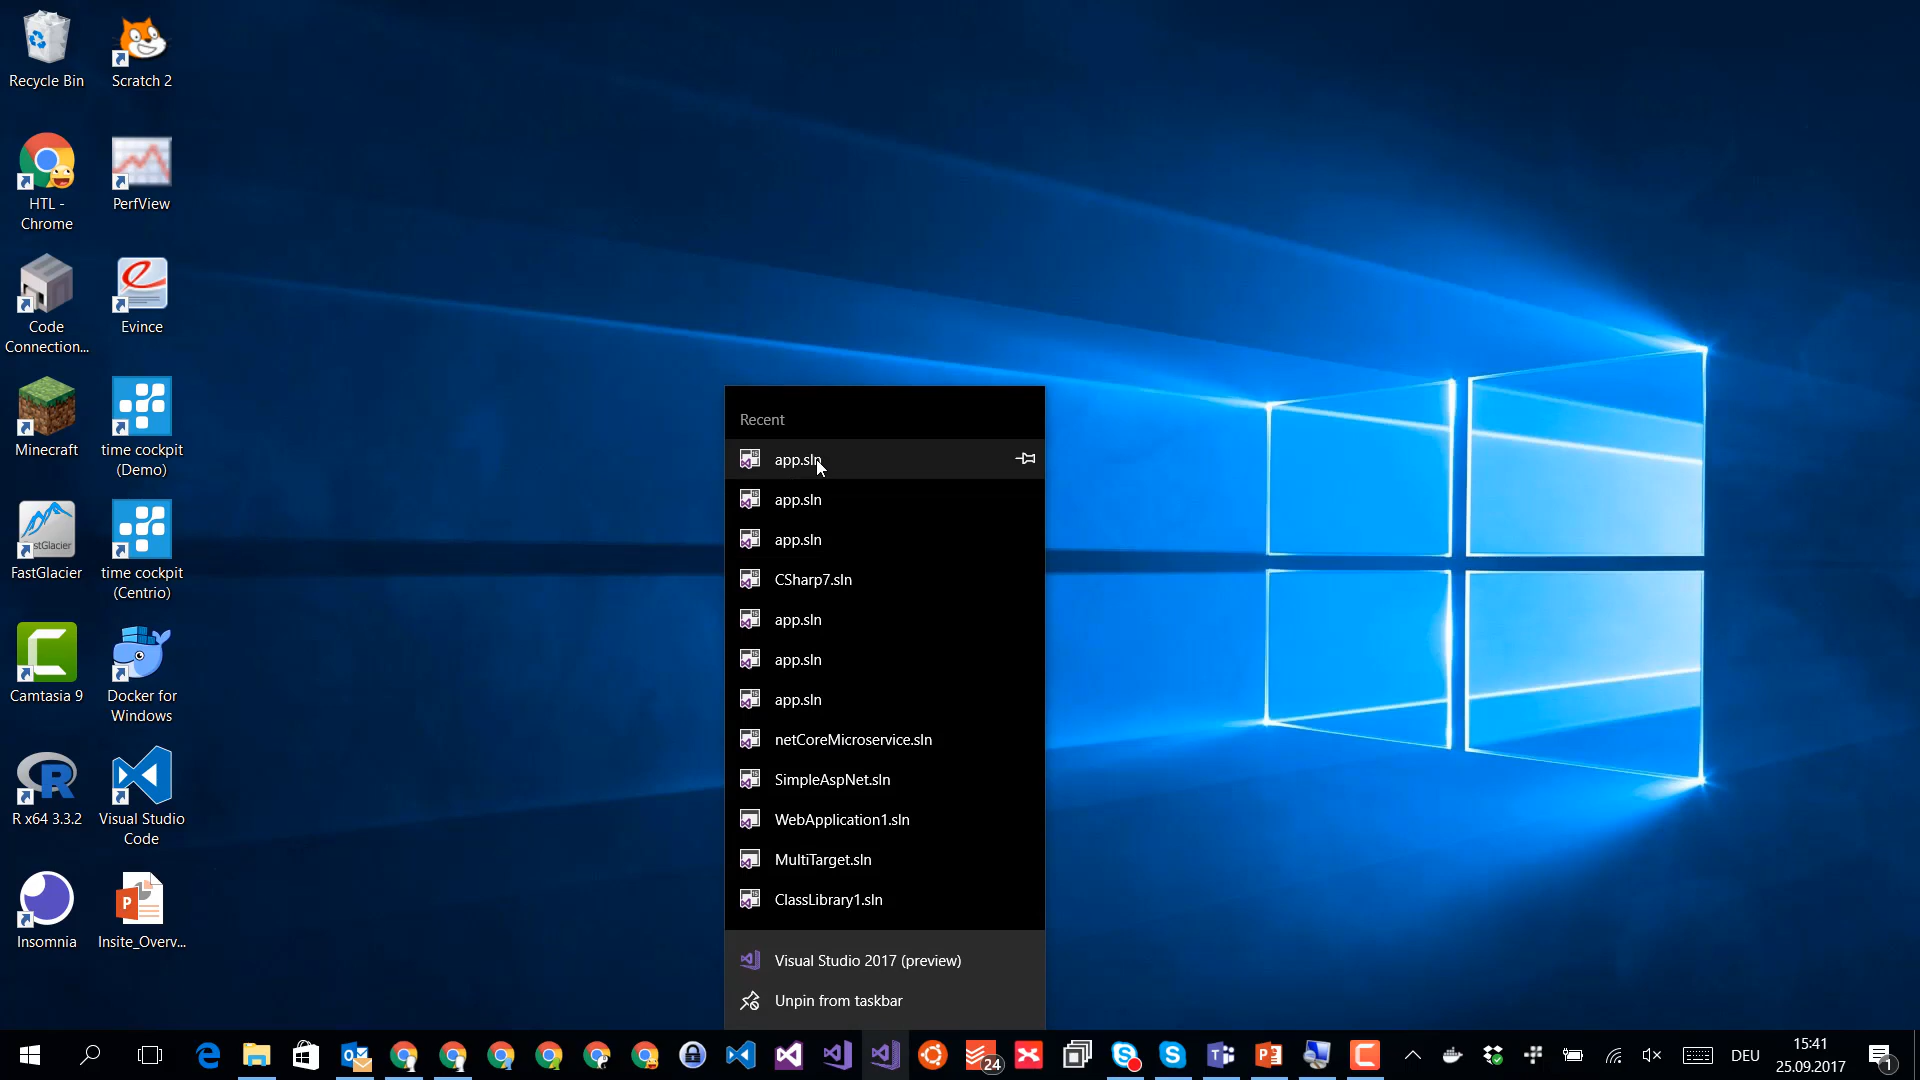 Recycle Bin
Scratch 2
HTL -
Chrome
PerfView
Code
Connection...
Evince
Minecraft
time cockpit
(Demo)
stGlacier
FastGlacier
time cockpit
(Centrio)
Camtasia 9
Docker for
Windows
R x64 3.3.2
Visual Studio
Code
Insomnia
Insite_Overv...
Recent
app.sln
app.sln
app.sln
CSharp7.sln
app.sln
app.sln
app.sln
netCoreMicroservice.sln
SimpleAspNet.sln
WebApplication1.sln
MultiTarget.sln
ClassLibrary1.sln
Visual Studio 2017 (preview)
Unpin from taskbar
24
DEU
15:41
25.09.2017
1